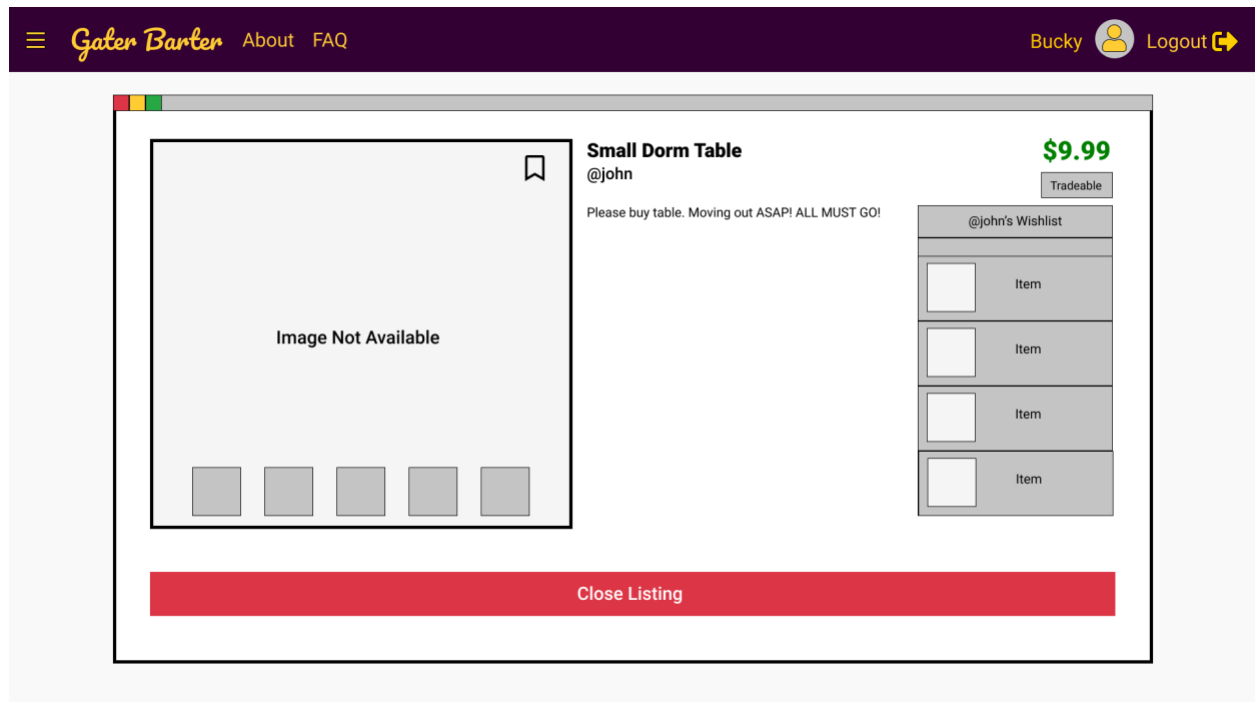 Gater Barter About FAQ Bucky Logout
Small Dorm Table
@john
Please buy table. Moving out ASAP! ALL MUST GO!
Image Not Available
$9.99
Tradeable
@john's Wishlist
Item
Item
Item
Item
Close Listing